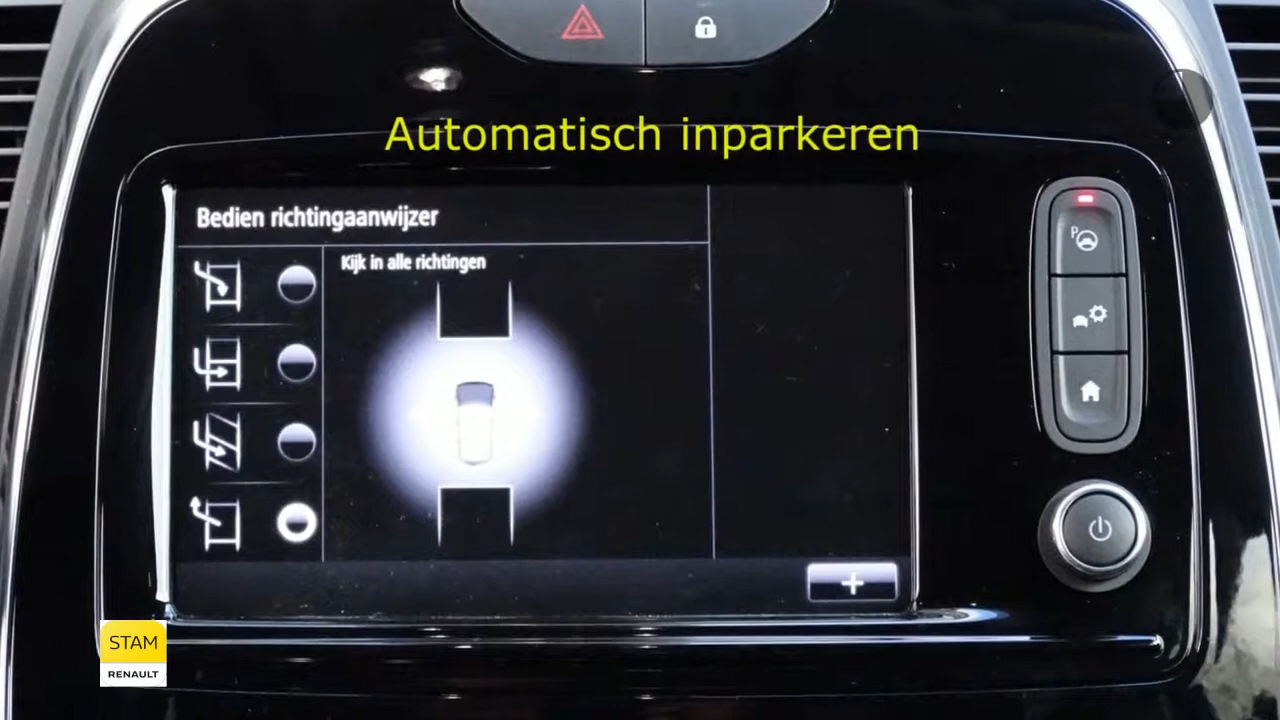 Automatisch inparkeren
Bedien richtingaanwijzer
Kijk in alle richtingen
P
STAM
RENAULT